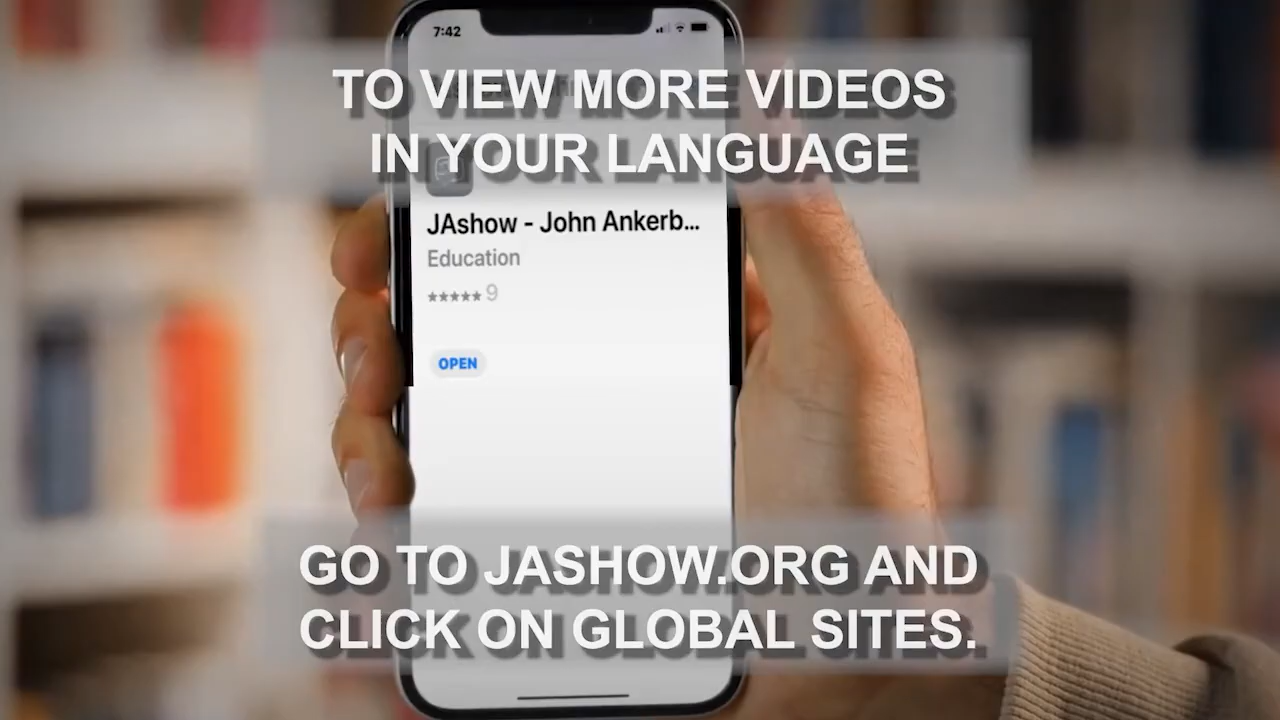 7:42
TO VIEW MORE VIDEOS
IN YOUR LANGUAGE
JAshow - John Ankerb...
Education
★★★★★ 9
OPEN
GO TO JASHOW.ORG AND
CLICK ON GLOBAL SITES.